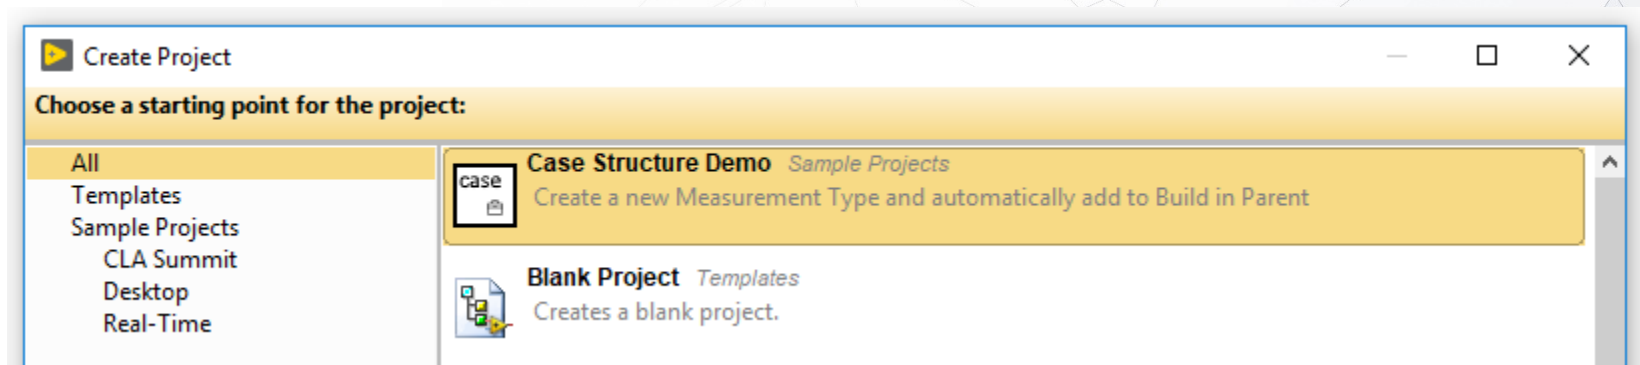 Create Project
Choose a starting point for the project:
All
Templates
Sample Projects
CLA Summit
Desktop
Real-Time
case
Case Structure Demo Sample Projects
Create a new Measurement Type and automatically add to Build in Parent
Blank Project Templates
Creates a blank project.